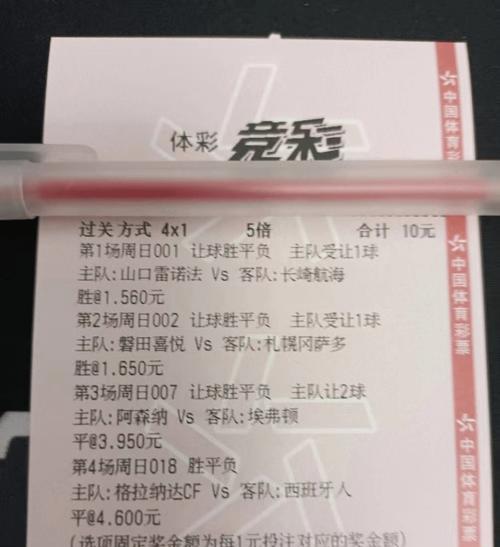 体彩 竞彩
过关方式 4x1 5倍 合计 10元
第1场周日001 让球胜平负 主队受让1球
主队:山口雷诺法 Vs 客队:长崎航海
胜@1.560元
第2场周日002 让球胜平负 主队受让1球
主队:磐田喜悦 Vs 客队:札幌冈萨多
胜@1.650元
第3场周日007 让球胜平负 主队让2球
主队:阿森纳 Vs 客队:埃弗顿
平@3.950元
第4场周日018 胜平负
主队:格拉纳达CF Vs 客队:西班牙人
平@4.600元
(选项固定奖金额为每1元投注对应的奖金额)
中国体育彩
中国体育彩票
中国体育彩票